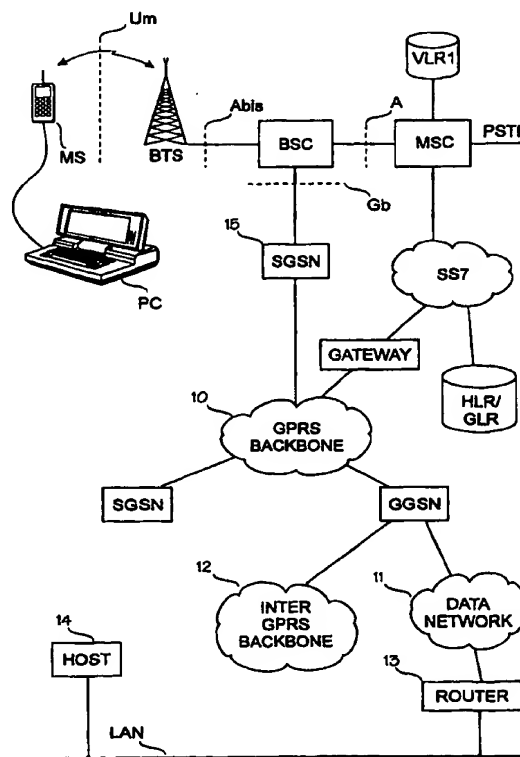 Um
VLR1
Abis
A
MS
BTS
BSC
MSC
PSTN
Gb
15
SGSN
SS7
PC
GATEWAY
10
GPRS
BACKBONE
HLR/
GLR
SGSN
GGSN
12
11
INTER
GPRS
BACKBONE
DATA
NETWORK
14
HOST
13
ROUTER
LAN